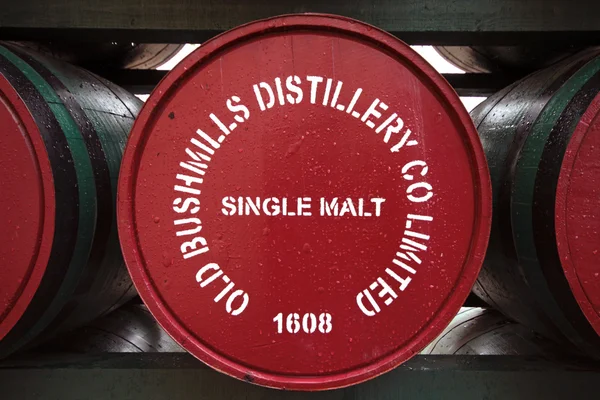 OLD BUSHMILLS DISTILLERY CO LIMITED
SINGLE MALT
1608